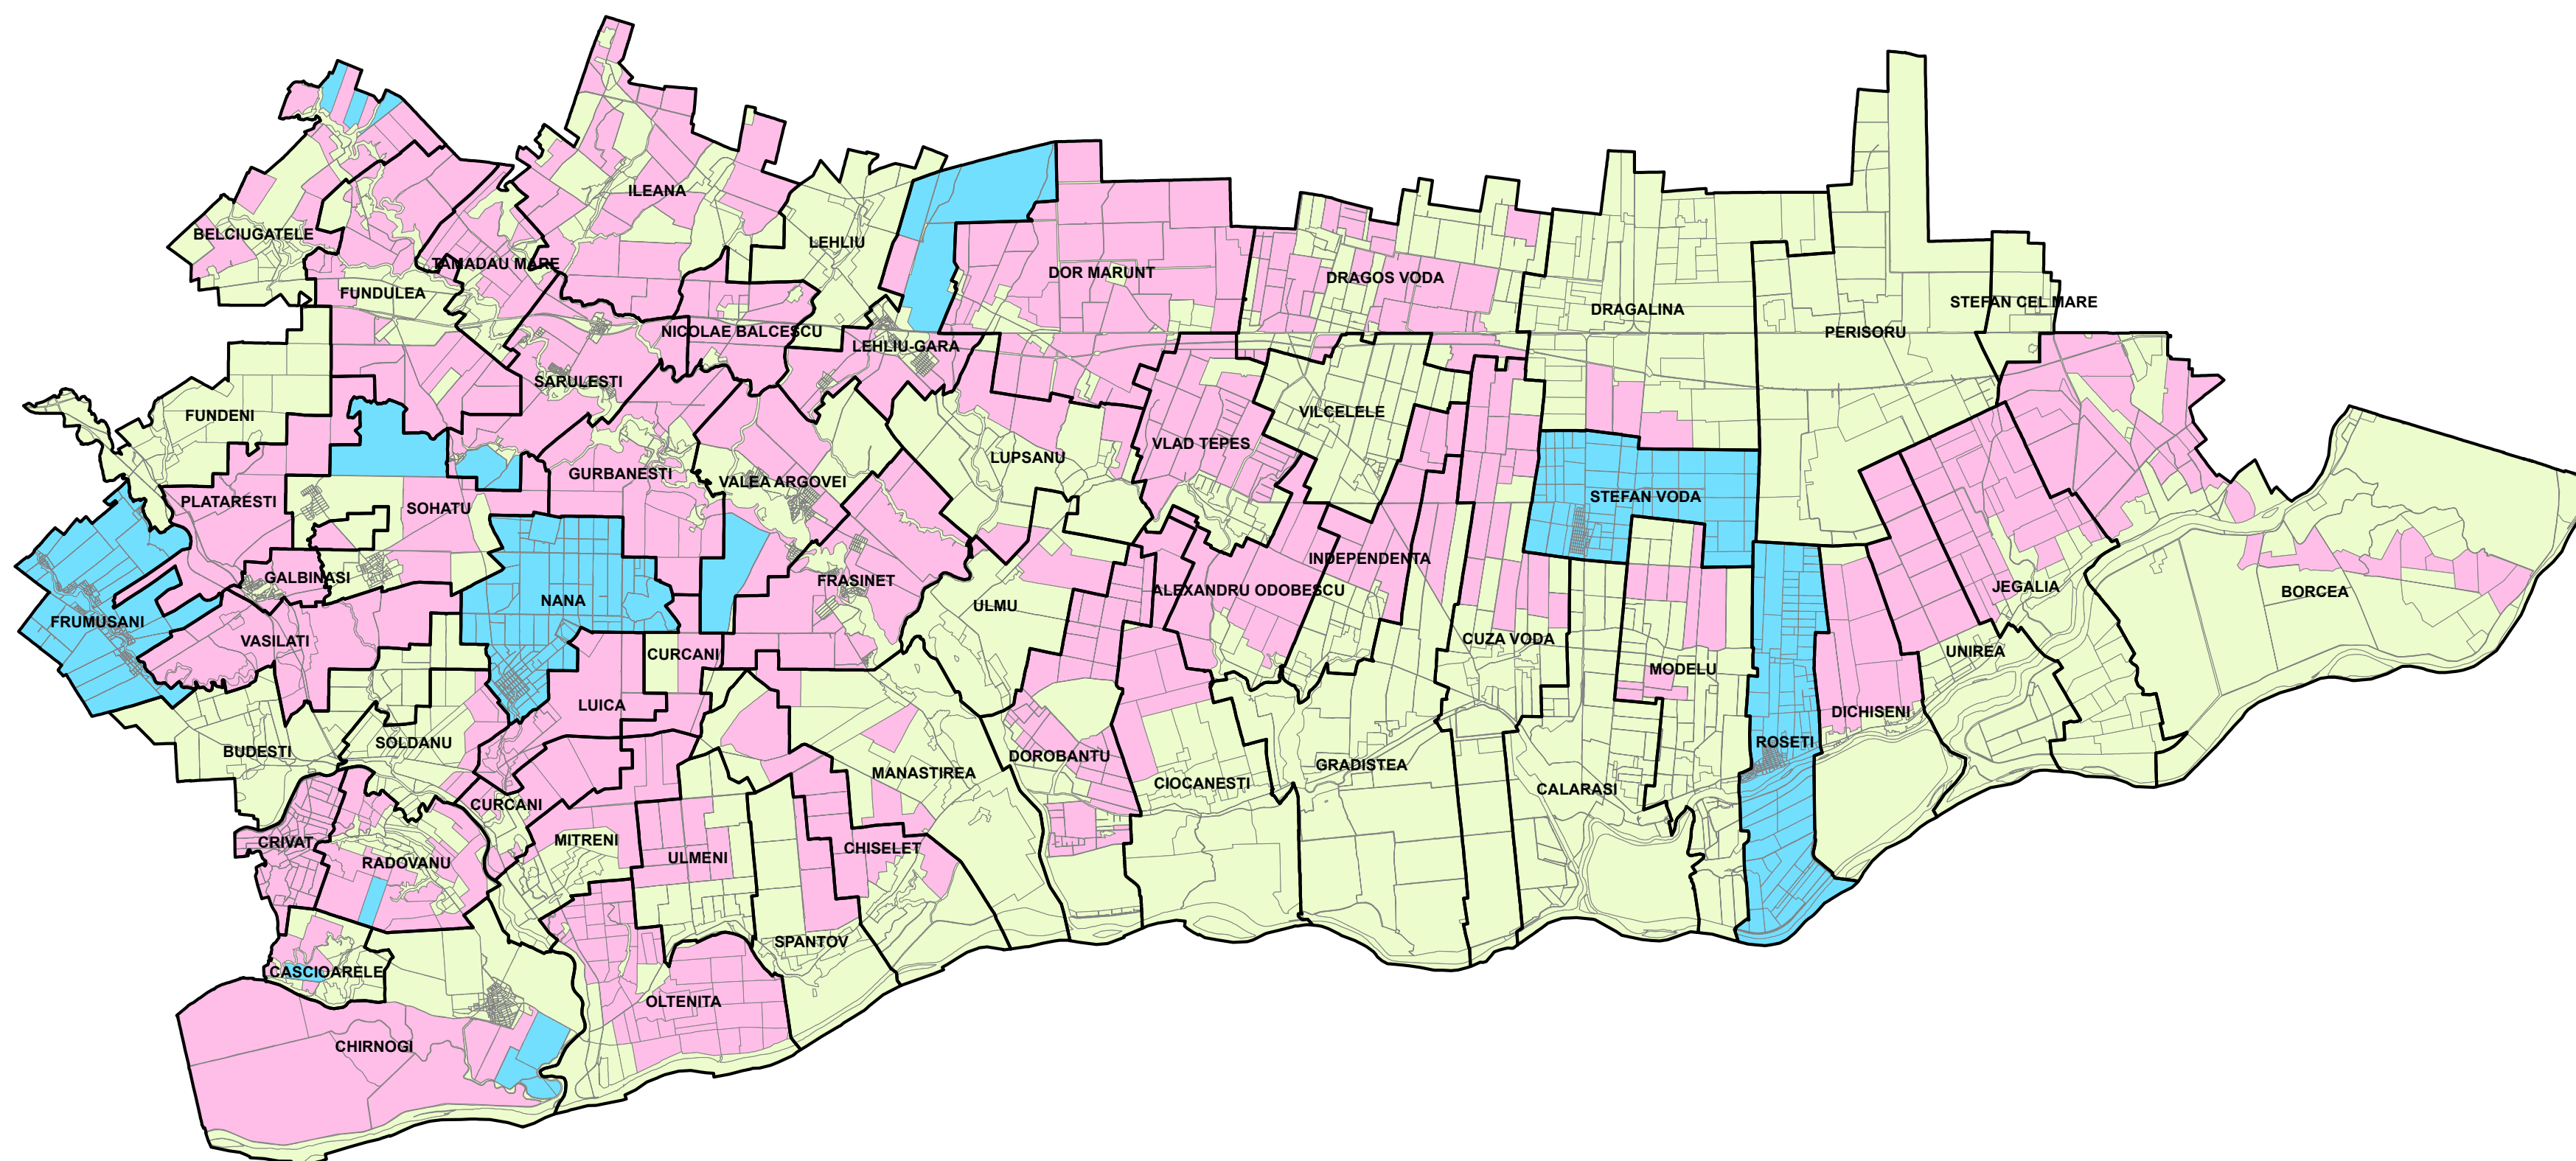 ILEANA
BELCIUGATELE
LEHLIU
TAMADAU MARE
DOR MARUNT
DRAGOS VODA
FUNDULEA
STEFAN CEL MARE
DRAGALINA
NICOLAE BALCESCU
PERISORU
LEHLIU-GARA
SARULESTI
FUNDENI
VILCELELE
VLAD TEPES
LUPSANU
GURBANESTI
VALEA ARGOVEI
STEFAN VODA
PLATARESTI
SOHATU
INDEPENDENTA
GALBINASI
FRASINET
JEGALIA
ALEXANDRU ODOBESCU
BORCEA
NANA
ULMU
FRUMUSANI
VASILATI
CUZA VODA
UNIREA
CURCANI
MODELU
LUICA
DICHISENI
SOLDANU
ROSETI
BUDESTI
DOROBANTU
GRADISTEA
MANASTIREA
CIOCANESTI
CALARASI
CURCANI
MITRENI
CRIVAT
CHISELET
ULMENI
RADOVANU
SPANTOV
CASCIOARELE
OLTENITA
CHIRNOGI